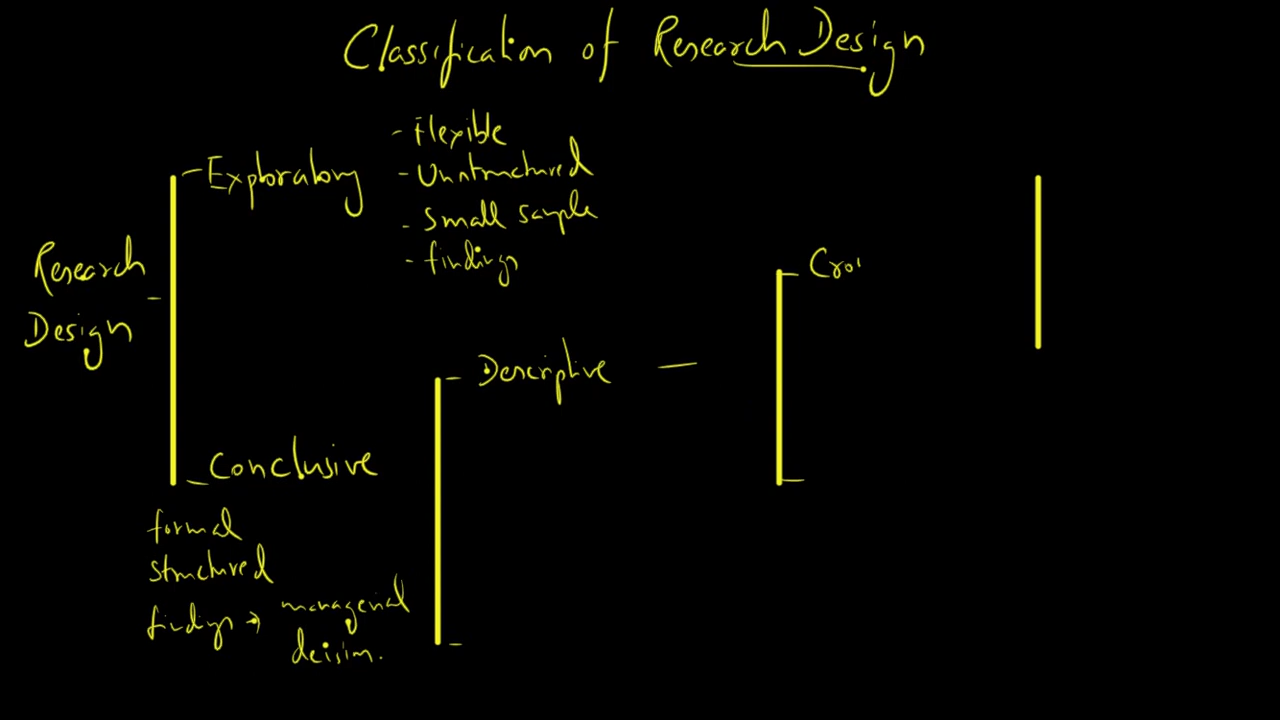 Classification of Research Design
Exploratory
- Flexible
- Unstructured
- Small sample
- findings
Research
Design
Conclusive
formal
structured
findings → managerial
decision.
Descriptive
Cros